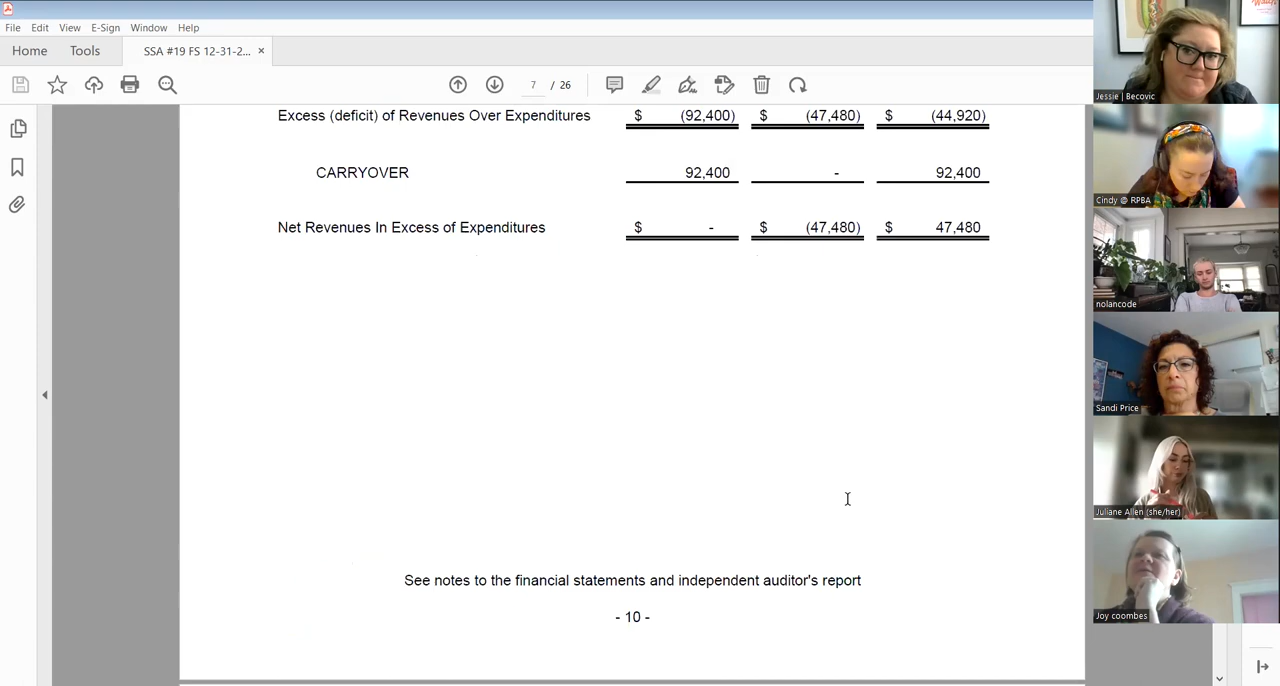 File Edit View E-Sign Window Help
Home Tools SSA #19 FS 12-31-2... ×
7 / 26
Excess (deficit) of Revenues Over Expenditures $ (92,400) $ (47,480) $ (44,920)
CARRYOVER 92,400 - 92,400
Net Revenues In Excess of Expenditures $ - $ (47,480) $ 47,480
See notes to the financial statements and independent auditor's report
- 10 -
Jessie | Becovic
Cindy @ RPBA
nolancode
Sandi Price
Juliane Allen (she/her)
Joy coombes